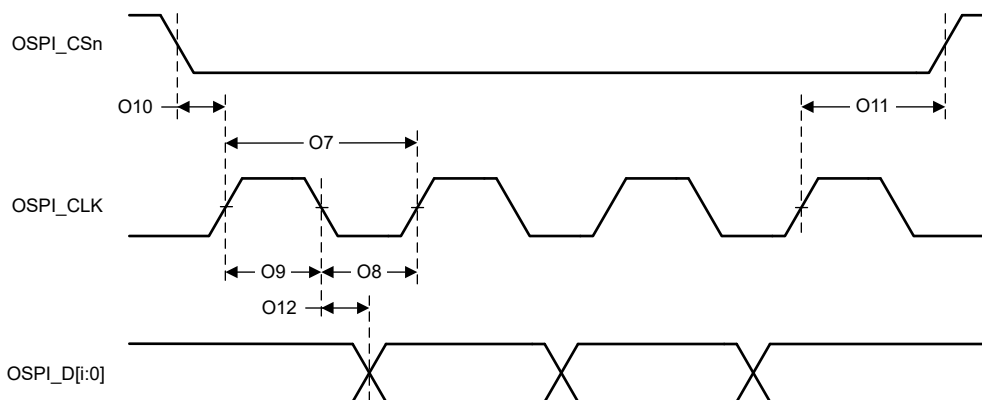 OSPI_CSn
O10
O11
O7
OSPI_CLK
O9
O8
O12
OSPI_D[i:0]